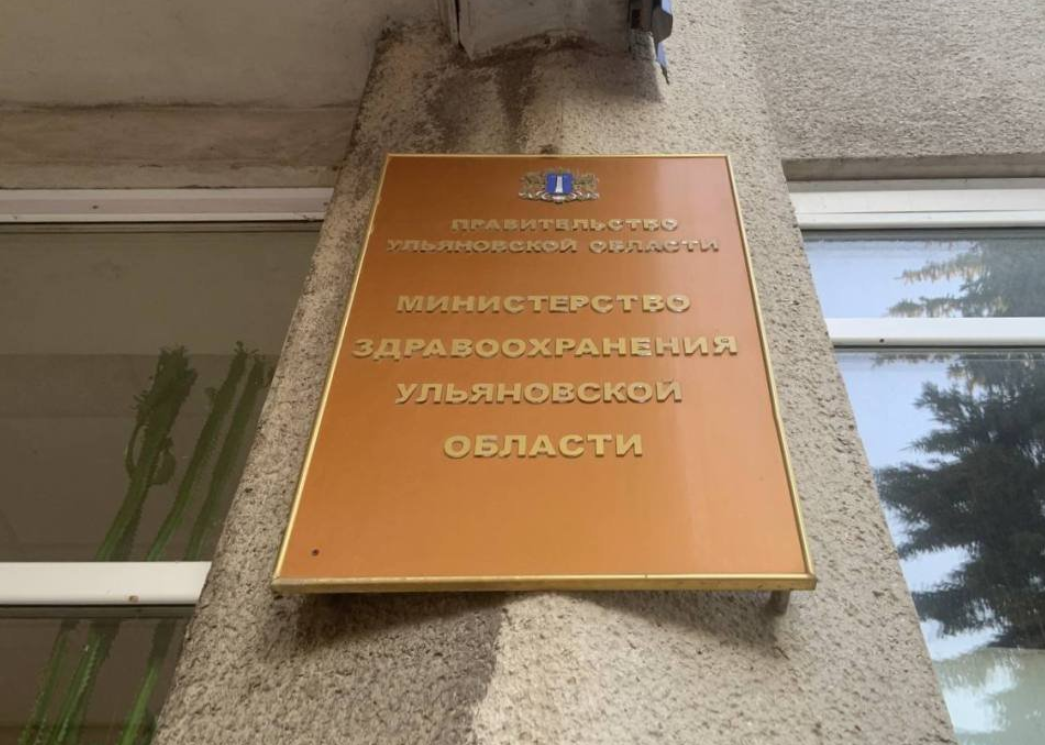 ПРАВИТЕЛЬСТВО
УЛЬЯНОВСКОЙ ОБЛАСТИ
МИНИСТЕРСТВО
ЗДРАВООХРАНЕНИЯ
УЛЬЯНОВСКОЙ
ОБЛАСТИ